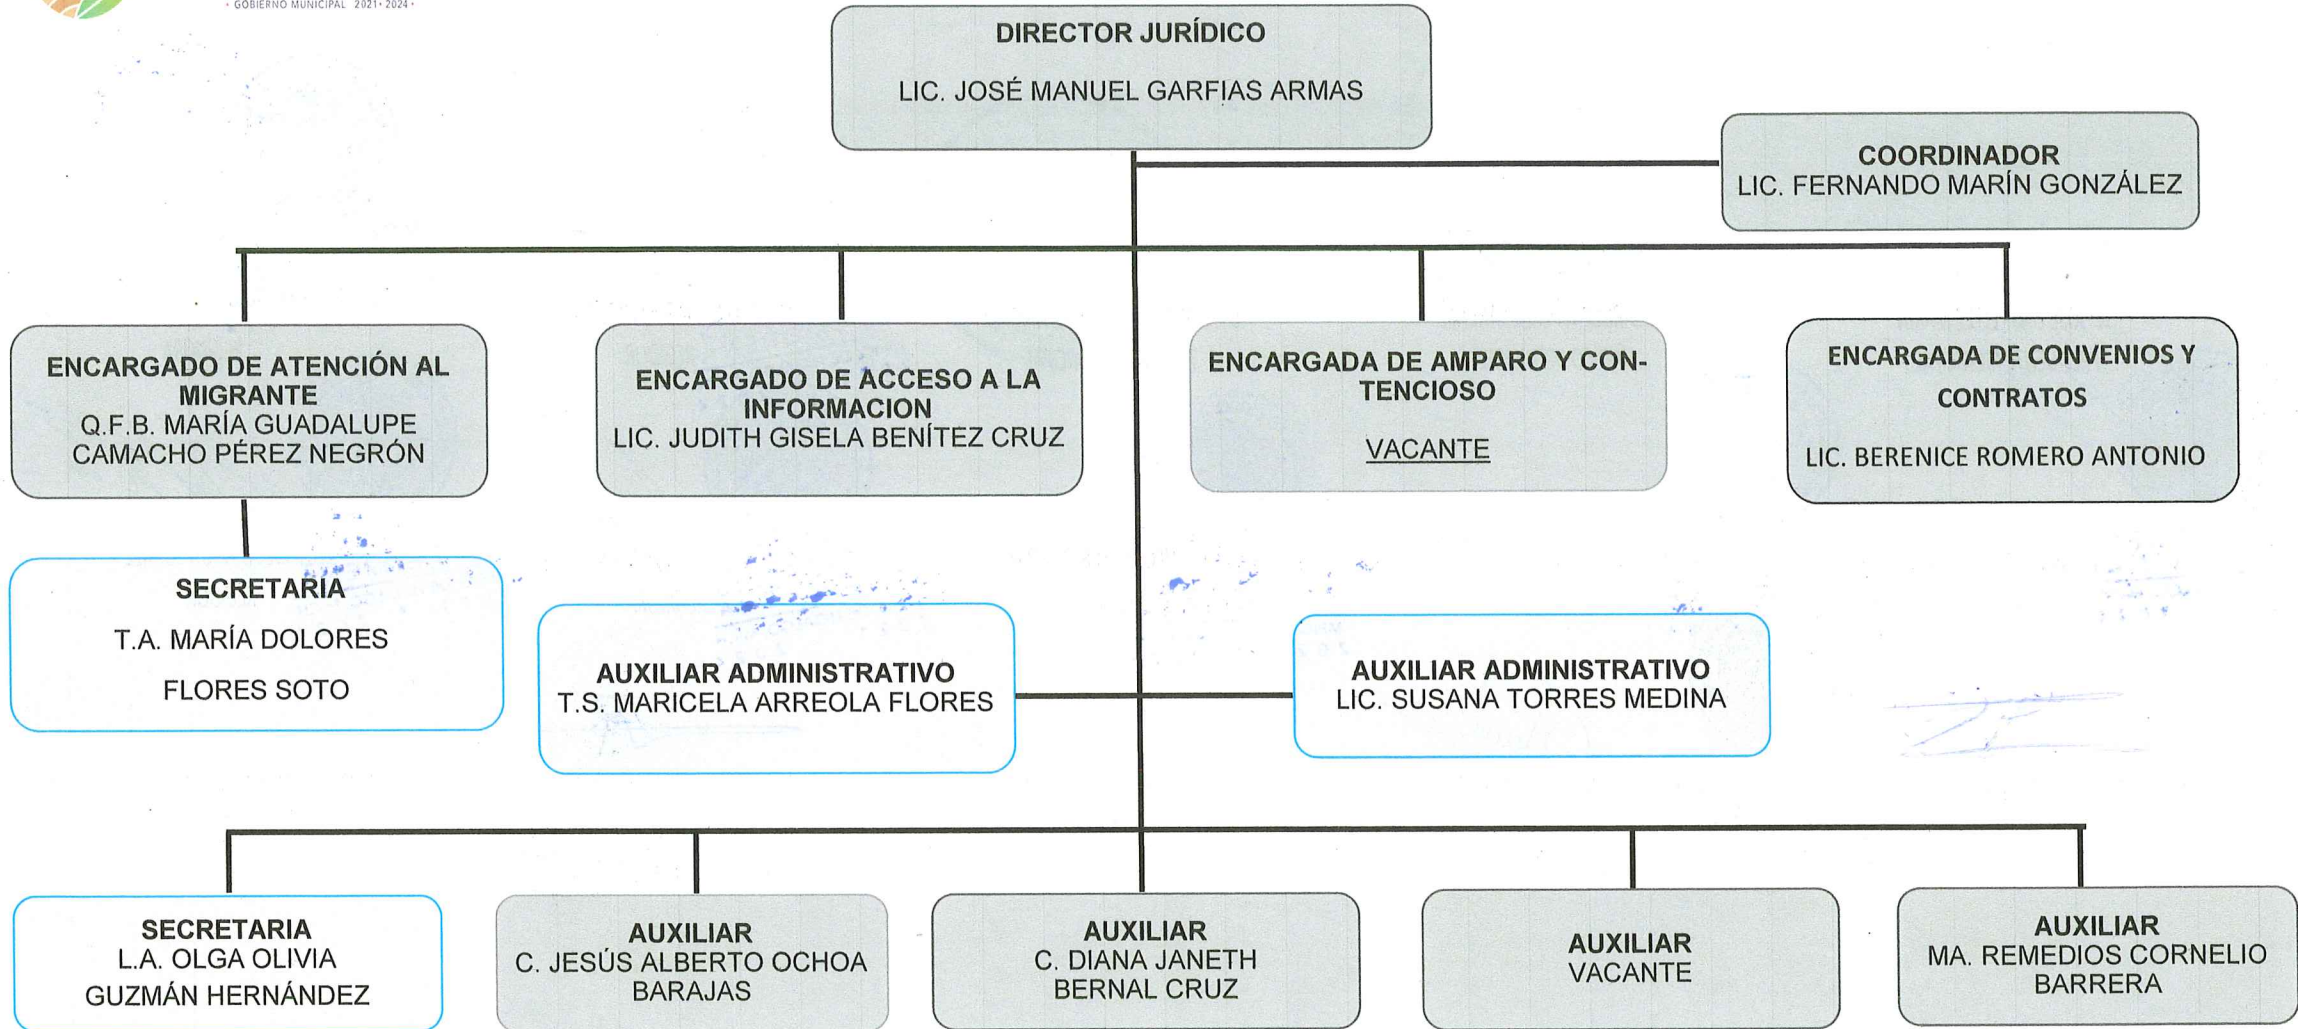 · GOBIERNO MUNICIPAL 2021 · 2024 ·
DIRECTOR JURÍDICO
LIC. JOSÉ MANUEL GARFIAS ARMAS
COORDINADOR
LIC. FERNANDO MARÍN GONZÁLEZ
ENCARGADO DE ATENCIÓN AL
MIGRANTE
Q.F.B. MARÍA GUADALUPE
CAMACHO PÉREZ NEGRÓN
ENCARGADO DE ACCESO A LA
INFORMACION
LIC. JUDITH GISELA BENÍTEZ CRUZ
ENCARGADA DE AMPARO Y CON-
TENCIOSO
VACANTE
ENCARGADA DE CONVENIOS Y
CONTRATOS
LIC. BERENICE ROMERO ANTONIO
SECRETARIA
T.A. MARÍA DOLORES
FLORES SOTO
AUXILIAR ADMINISTRATIVO
T.S. MARICELA ARREOLA FLORES
AUXILIAR ADMINISTRATIVO
LIC. SUSANA TORRES MEDINA
SECRETARIA
L.A. OLGA OLIVIA
GUZMÁN HERNÁNDEZ
AUXILIAR
C. JESÚS ALBERTO OCHOA
BARAJAS
AUXILIAR
C. DIANA JANETH
BERNAL CRUZ
AUXILIAR
VACANTE
AUXILIAR
MA. REMEDIOS CORNELIO
BARRERA